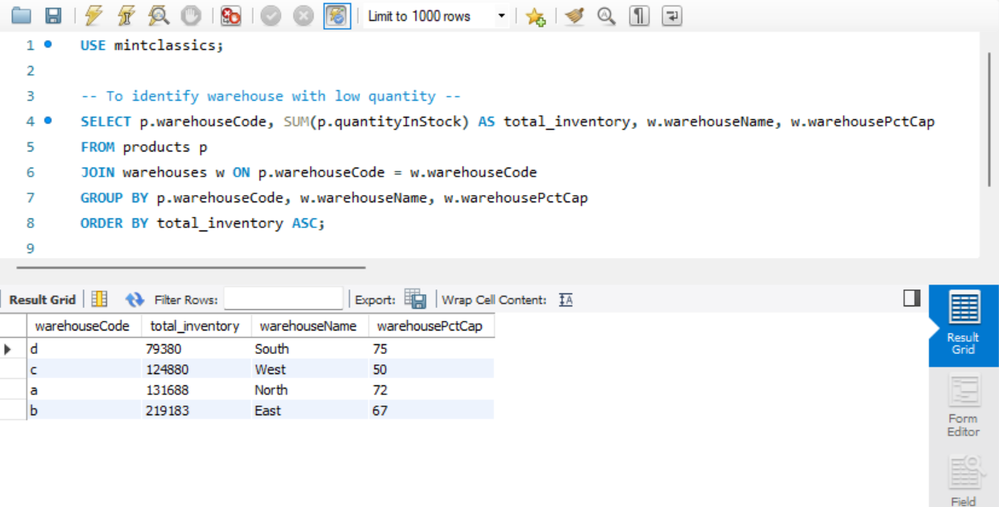 Limit to 1000 rows
1 USE mintclassics;
2
3 -- To identify warehouse with low quantity --
4 SELECT p.warehouseCode, SUM(p.quantityInStock) AS total_inventory, w.warehouseName, w.warehousePctCap
5 FROM products p
6 JOIN warehouses w ON p.warehouseCode = w.warehouseCode
7 GROUP BY p.warehouseCode, w.warehouseName, w.warehousePctCap
8 ORDER BY total_inventory ASC;
9
Result Grid Filter Rows: Export: Wrap Cell Content: IA
warehouseCode total_inventory warehouseName warehousePctCap
d 79380 South 75
c 124880 West 50
a 131688 North 72
b 219183 East 67
Result
Grid
Form
Editor
Field